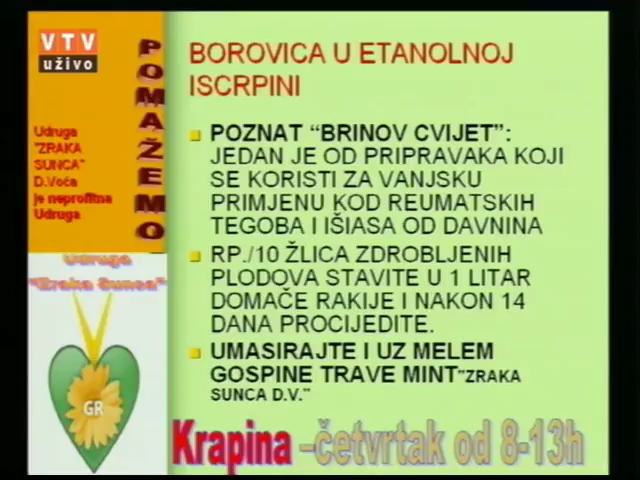 VTV
uživo
POMAŽEMO
Udruga
"ZRAKA
SUNCA"
D.Voća
je neprofitna
Udruga
Udruga
"Zraka Sunca"
GR
BOROVICA U ETANOLNOJ
ISCRPINI
POZNAT “BRINOV CVIJET”:
JEDAN JE OD PRIPRAVAKA KOJI
SE KORISTI ZA VANJSKU
PRIMJENU KOD REUMATSKIH
TEGOBA I IŠIASA OD DAVNINA
RP./10 ŽLICA ZDROBLJENIH
PLODOVA STAVITE U 1 LITAR
DOMAČE RAKIJE I NAKON 14
DANA PROCIJEDITE.
UMASIRAJTE I UZ MELEM
GOSPINE TRAVE MINT"ZRAKA
SUNCA D.V."
Krapina –četvrtak od 8-13h